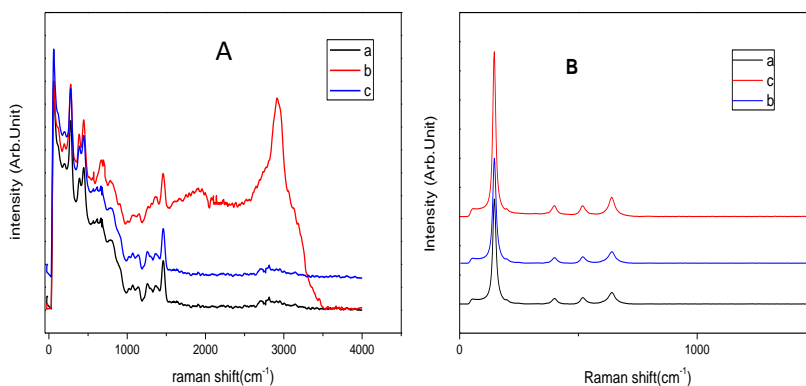 A
a
b
c
intensity (Arb.Unit)
0
1000
2000
3000
4000
raman shift(cm-1)
B
a
c
b
Intensity (Arb.Unit)
0
1000
Raman shift(cm-1)